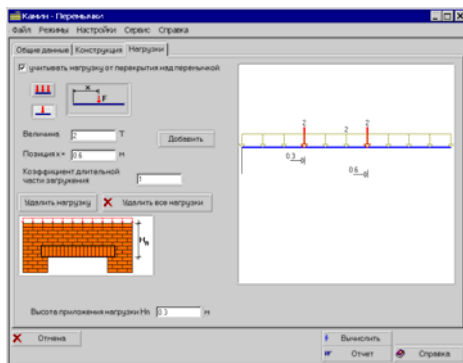 Камин - Перемычки
Файл Режимы Настройки Сервис Справка
Общие данные Конструкция Нагрузки
учитывать нагрузку от перекрытия над перемычкой
x
F
Величина 2 Т
Позиция x = 0.6 м
Добавить
Коэффициент длительной
части загружения 1
Удалить нагрузку Удалить все нагрузки
Hн
Высота приложения нагрузки Hн 0.3 м
2 2
2
0.3
0.6
Отмена Вычислить
Отчет Справка